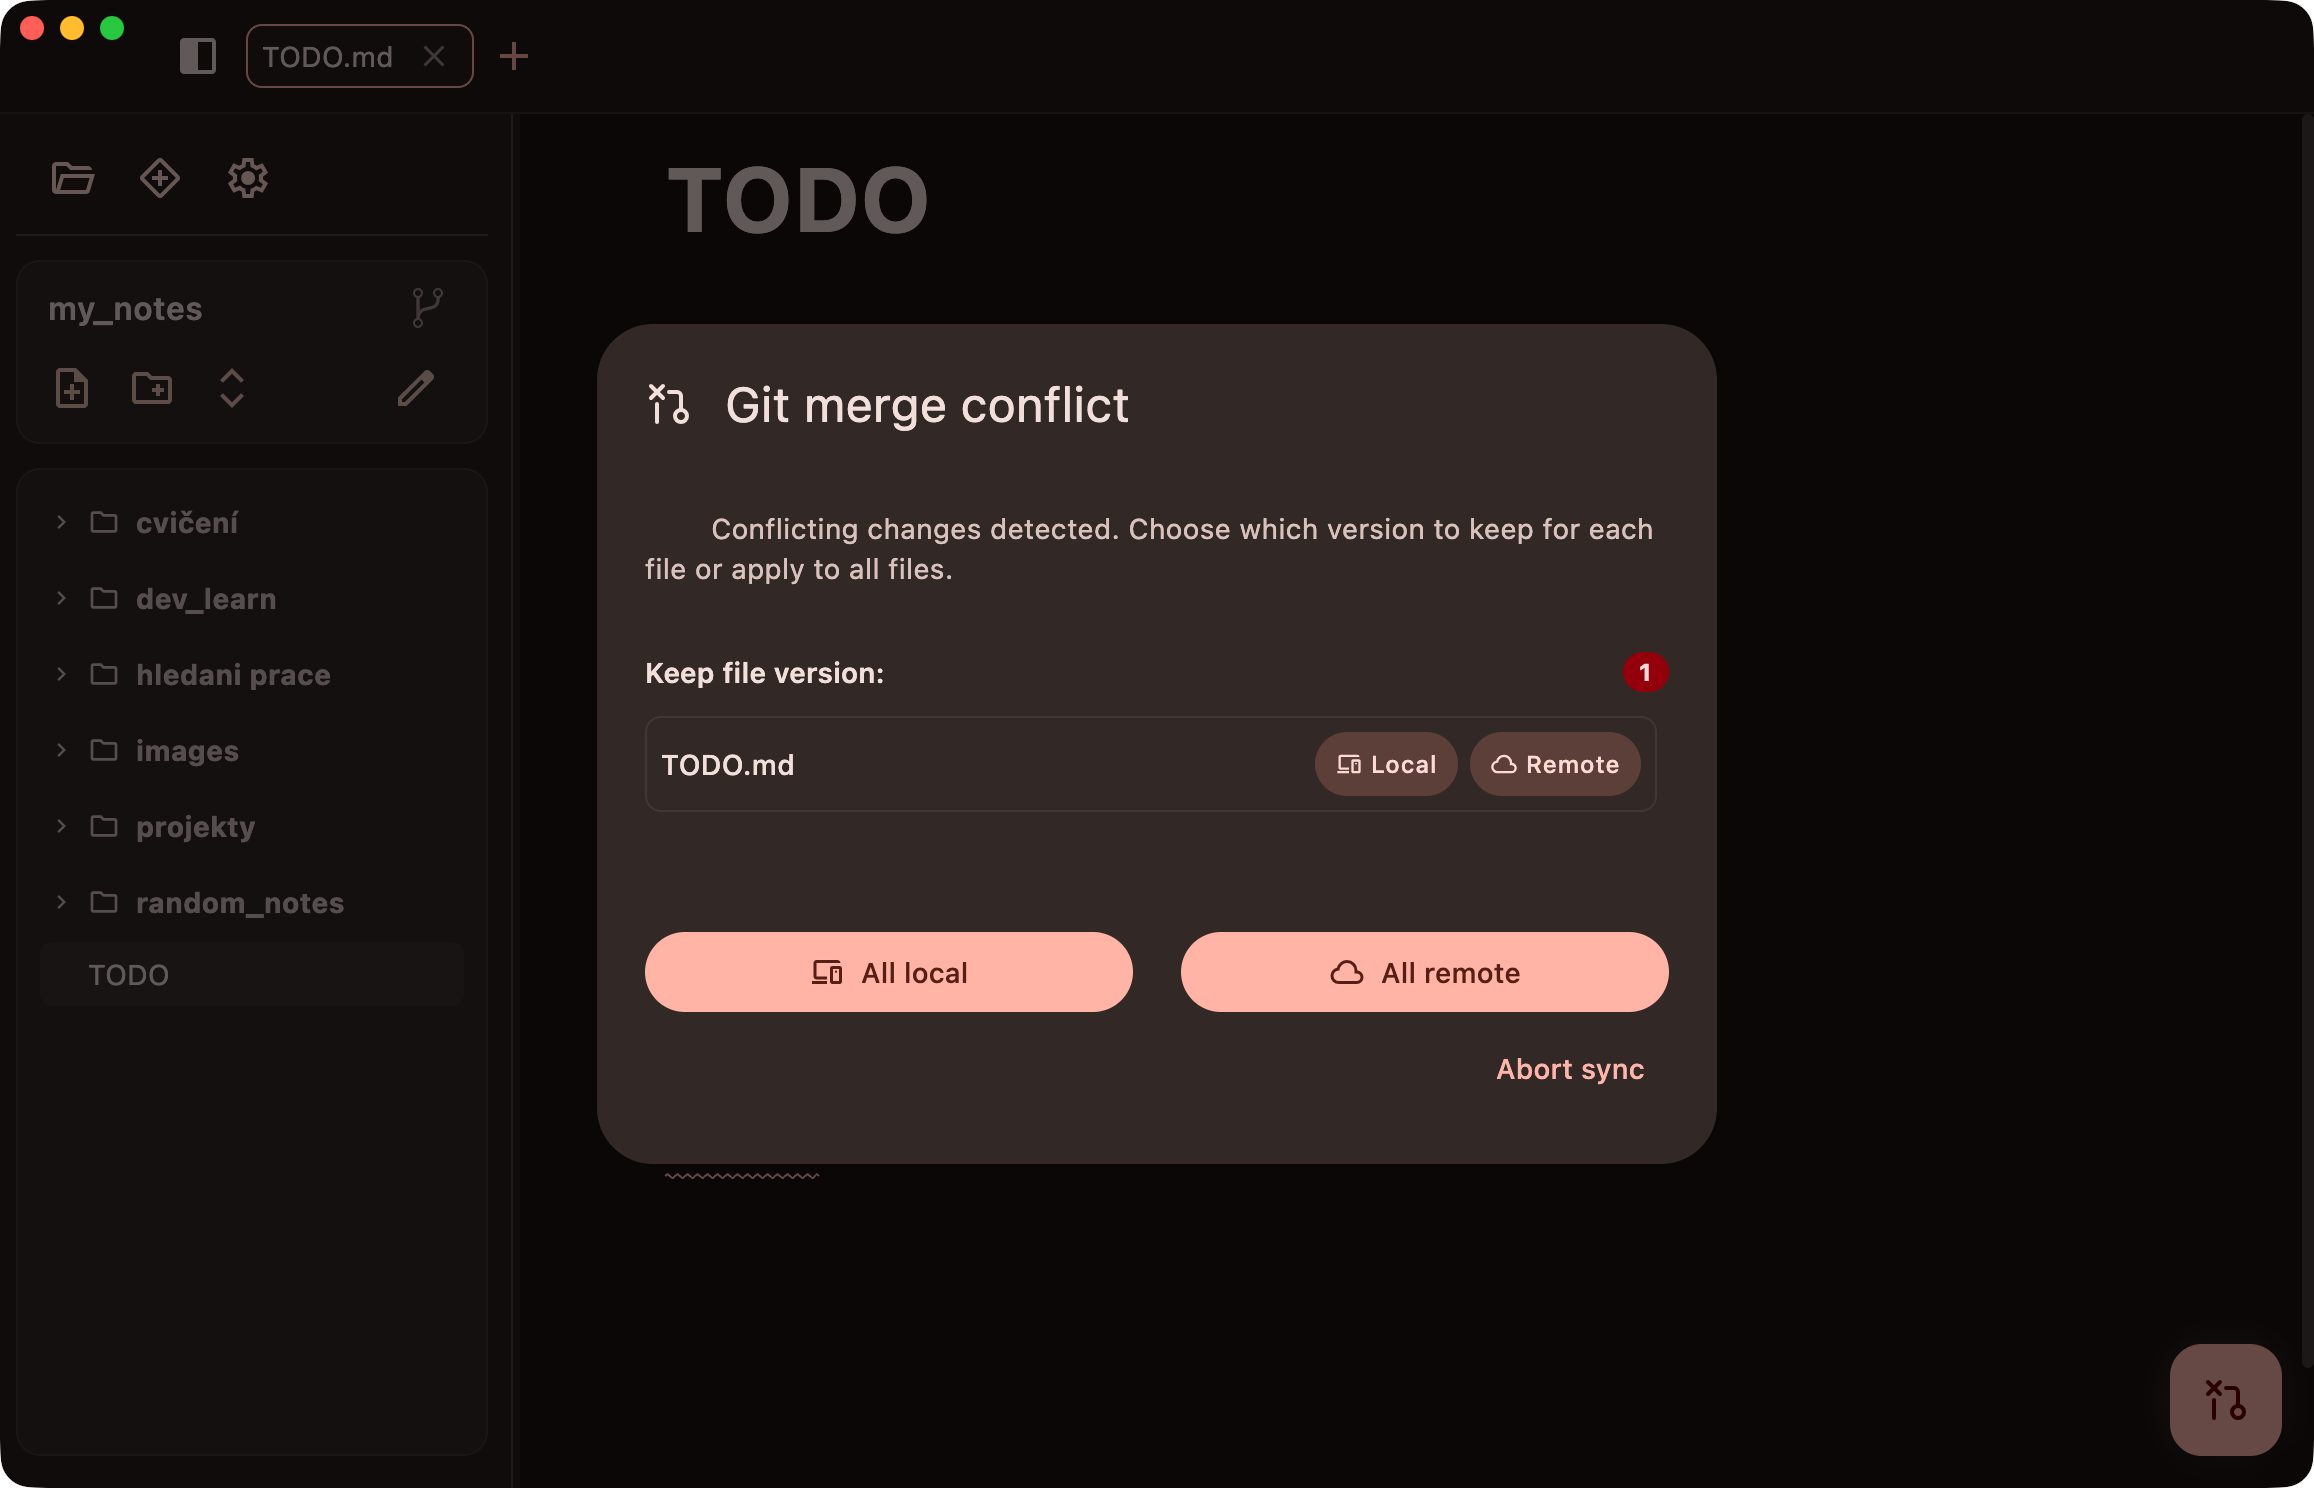 TODO.md
TODO
my_notes
cvičení
dev_learn
hledani prace
images
projekty
random_notes
TODO
Git merge conflict
Conflicting changes detected. Choose which version to keep for each
file or apply to all files.
Keep file version:
1
TODO.md
Local
Remote
All local
All remote
Abort sync